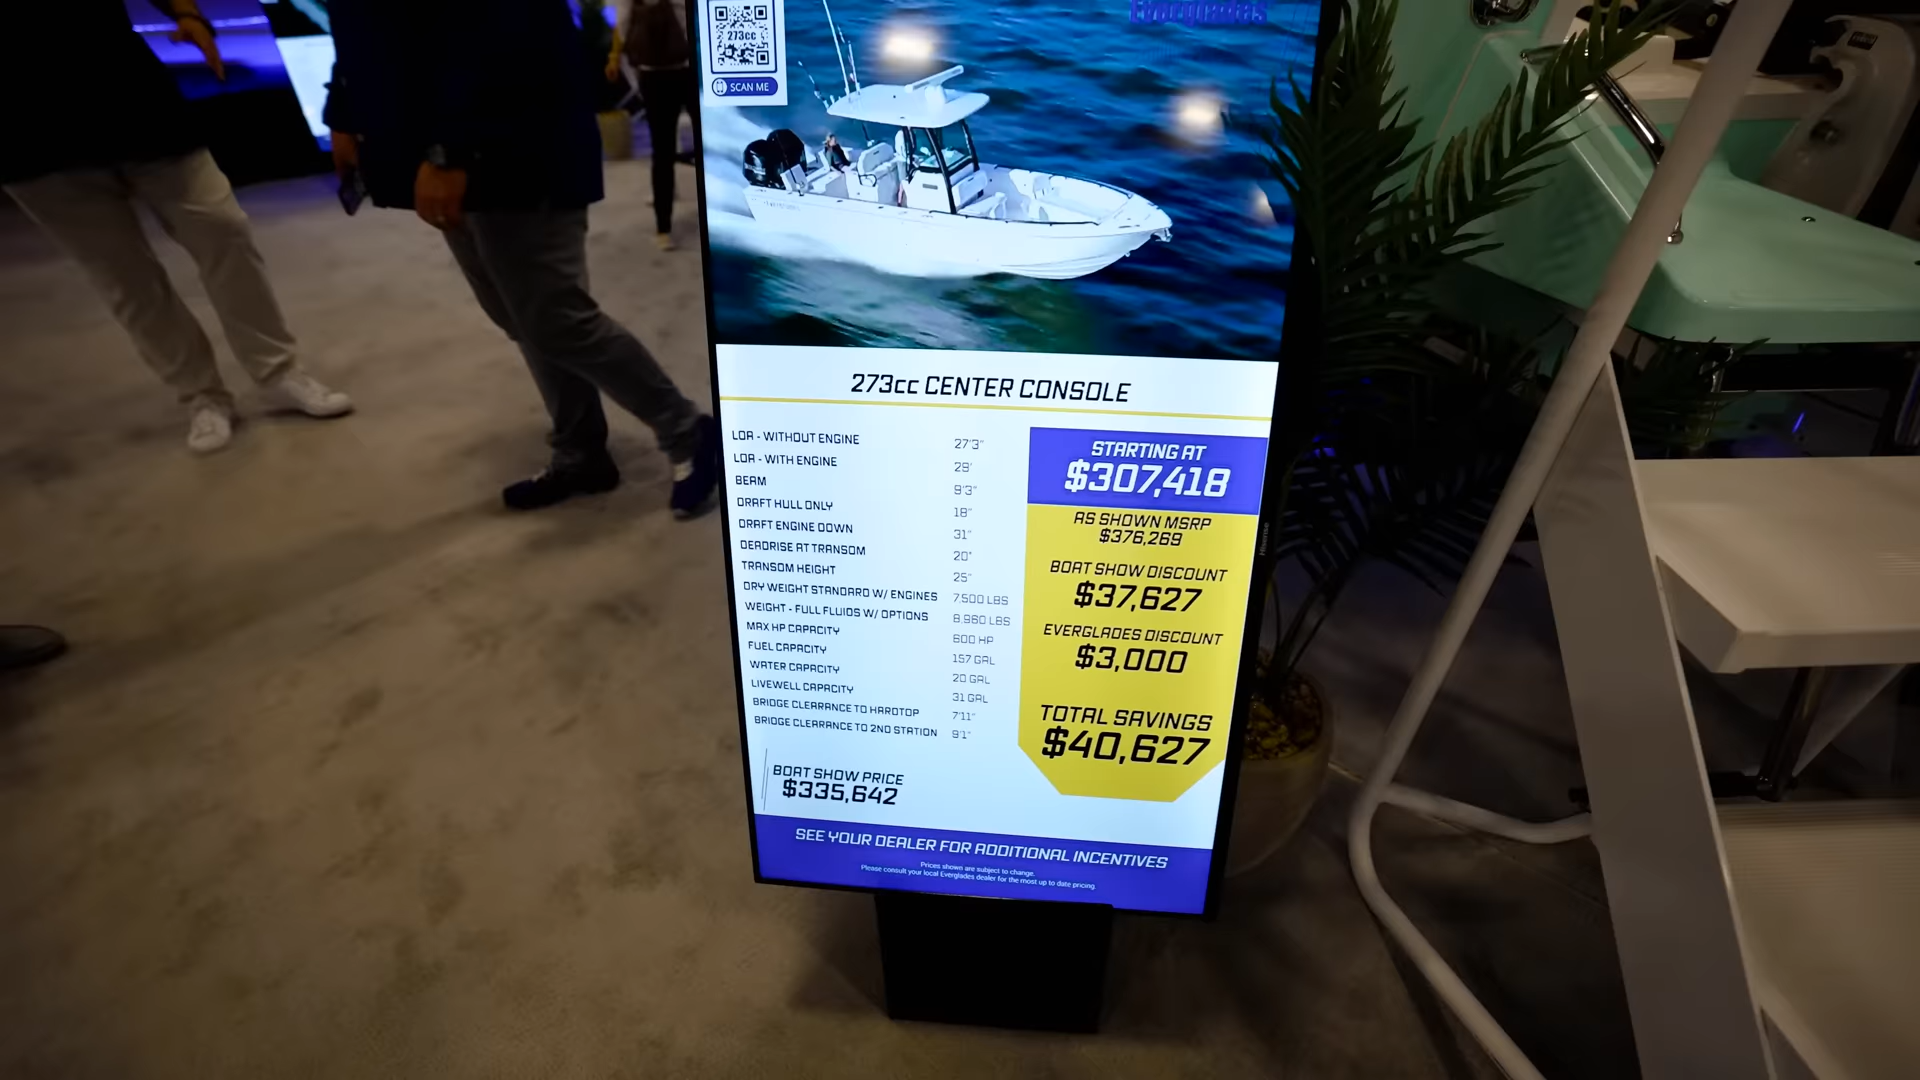 Everglades
273cc
SCAN ME
273cc CENTER CONSOLE
LOA - WITHOUT ENGINE 27'3"
LOA - WITH ENGINE 29'
BEAM 9'3"
DRAFT HULL ONLY 18"
DRAFT ENGINE DOWN 31"
DEADRISE AT TRANSOM 20°
TRANSOM HEIGHT 25"
DRY WEIGHT STANDARD W/ ENGINES 7,500 LBS
WEIGHT - FULL FLUIDS W/ OPTIONS 8,960 LBS
MAX HP CAPACITY 600 HP
FUEL CAPACITY 157 GAL
WATER CAPACITY 20 GAL
LIVEWELL CAPACITY 31 GAL
BRIDGE CLEARANCE TO HARDTOP 7'11"
BRIDGE CLEARANCE TO 2ND STATION 9'1"
STARTING AT
$307,418
AS SHOWN MSRP
$376,269
BOAT SHOW DISCOUNT
$37,627
EVERGLADES DISCOUNT
$3,000
TOTAL SAVINGS
$40,627
BOAT SHOW PRICE
$335,642
SEE YOUR DEALER FOR ADDITIONAL INCENTIVES
Prices shown are subject to change.
Please consult your local Everglades dealer for the most up to date pricing.
Hisense